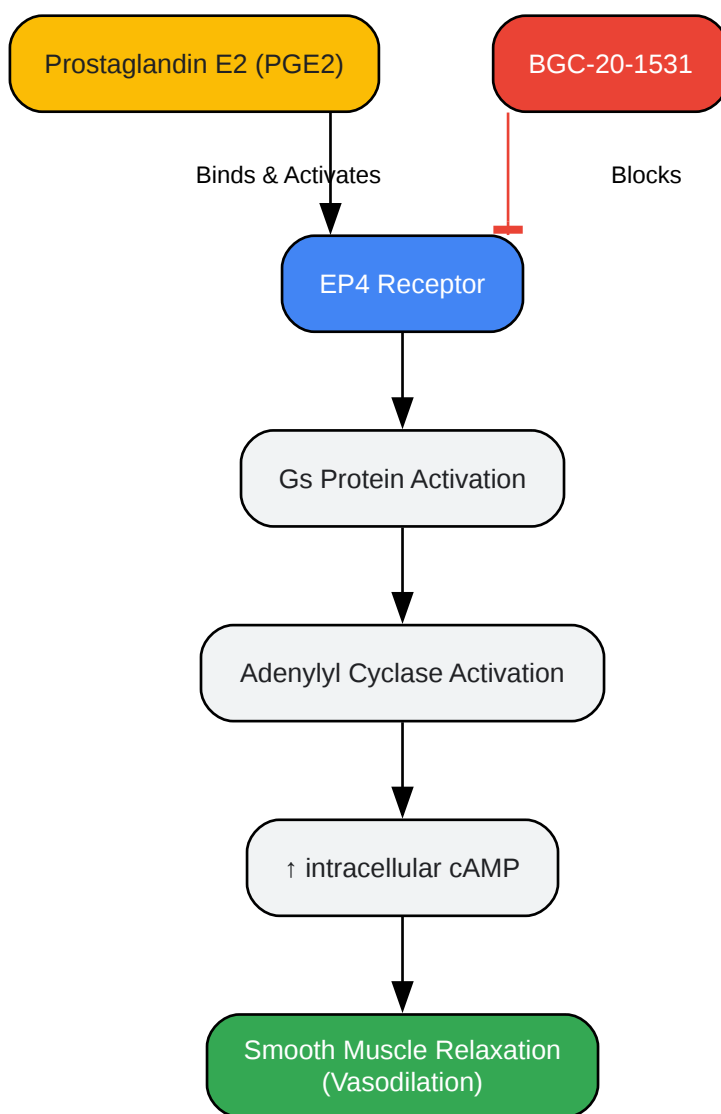 Prostaglandin E2 (PGE2)
BGC-20-1531
Binds & Activates
Blocks
EP4 Receptor
Gs Protein Activation
Adenylyl Cyclase Activation
↑ intracellular cAMP
Smooth Muscle Relaxation
(Vasodilation)